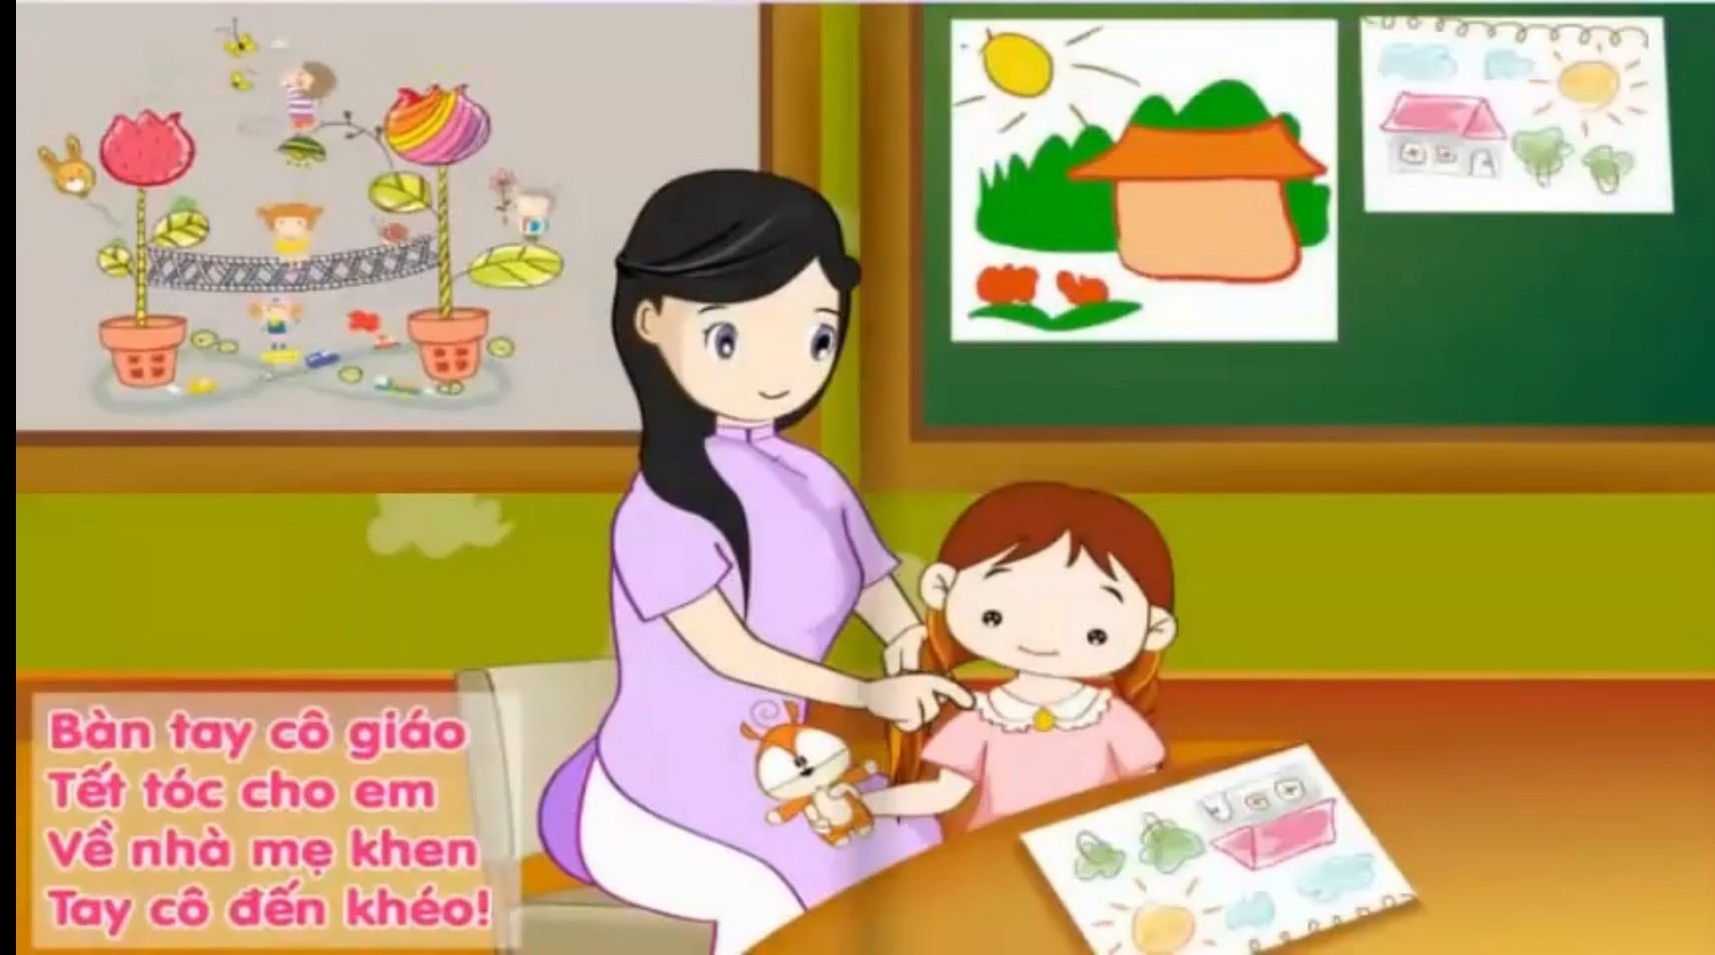 Bàn tay cô giáo
Tết tóc cho em
Về nhà mẹ khen
Tay cô đến khéo!